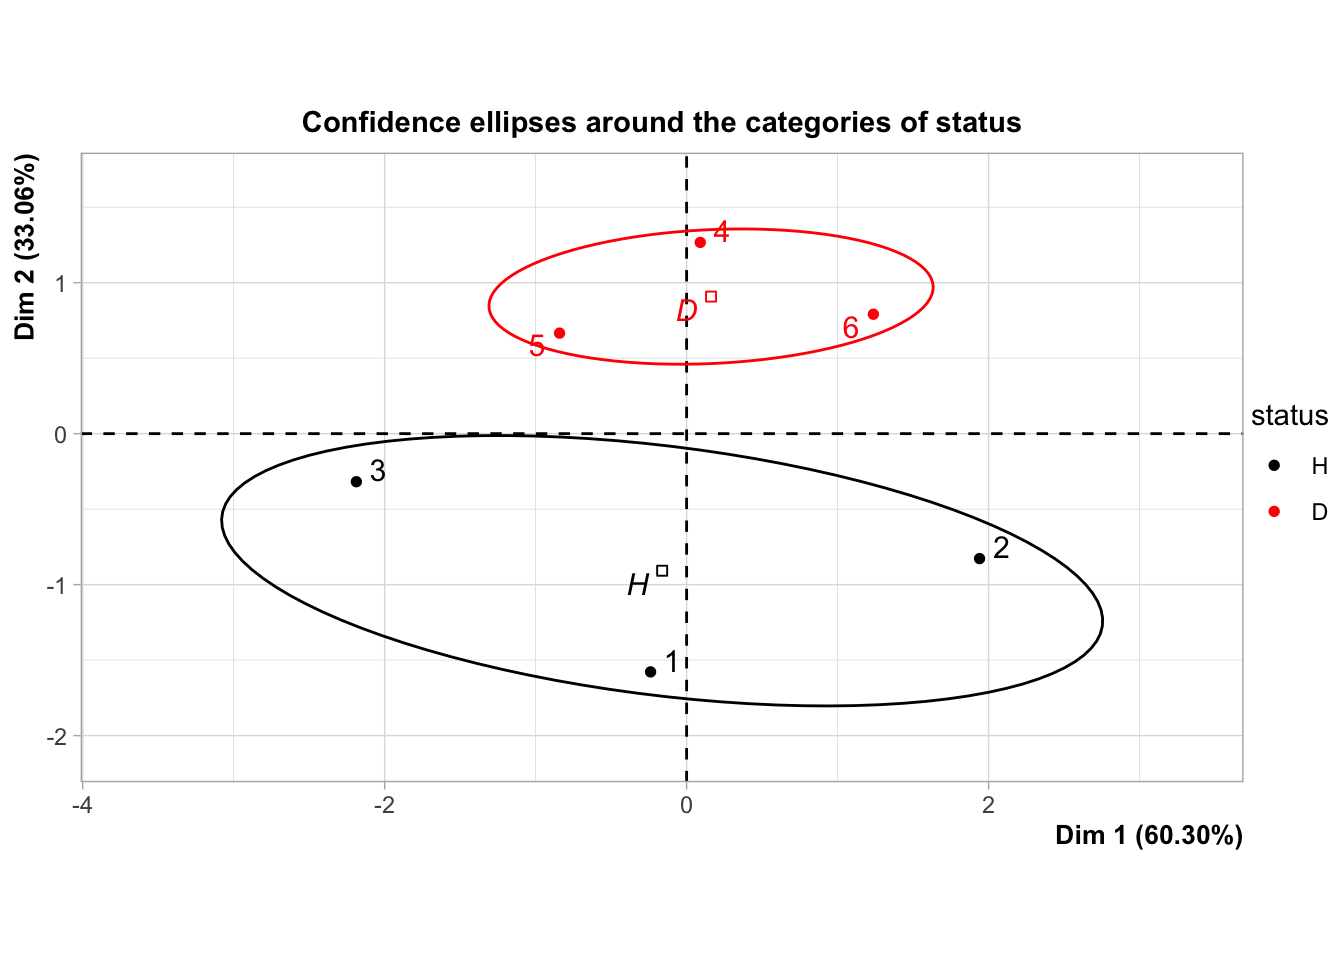 Confidence ellipses around the categories of status
Dim 2 (33.06%)
1
0
-1
-2
4
D
5
6
3
2
H
1
status
H
D
-4
-2
0
2
Dim 1 (60.30%)